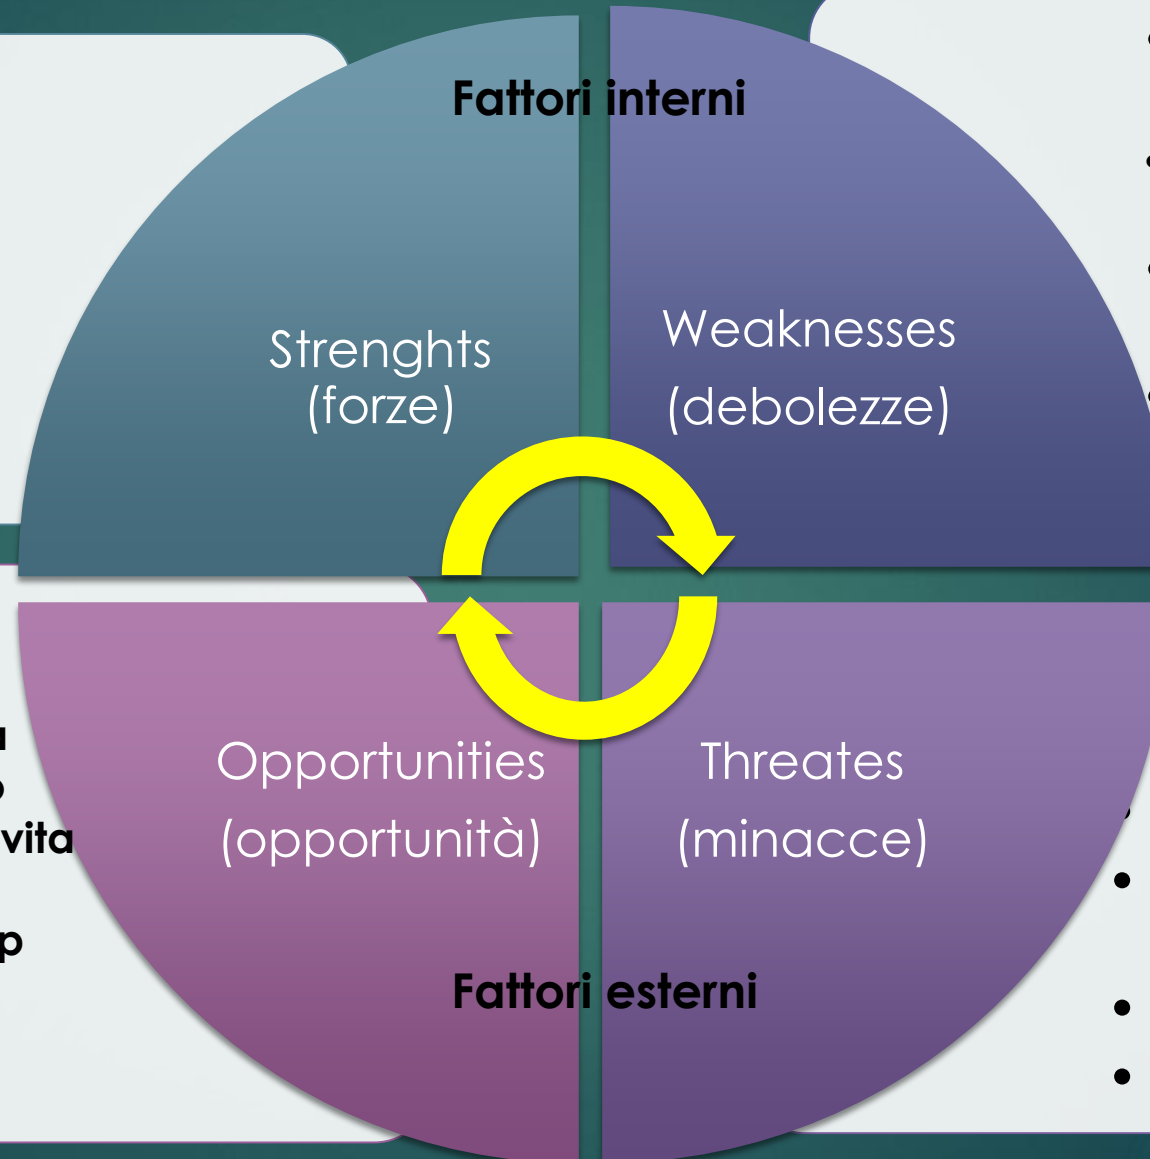 Fattori interni
Strenghts
(forze)
Weaknesses
(debolezze)
Opportunities
(opportunità)
Threates
(minacce)
vita
p
Fattori esterni